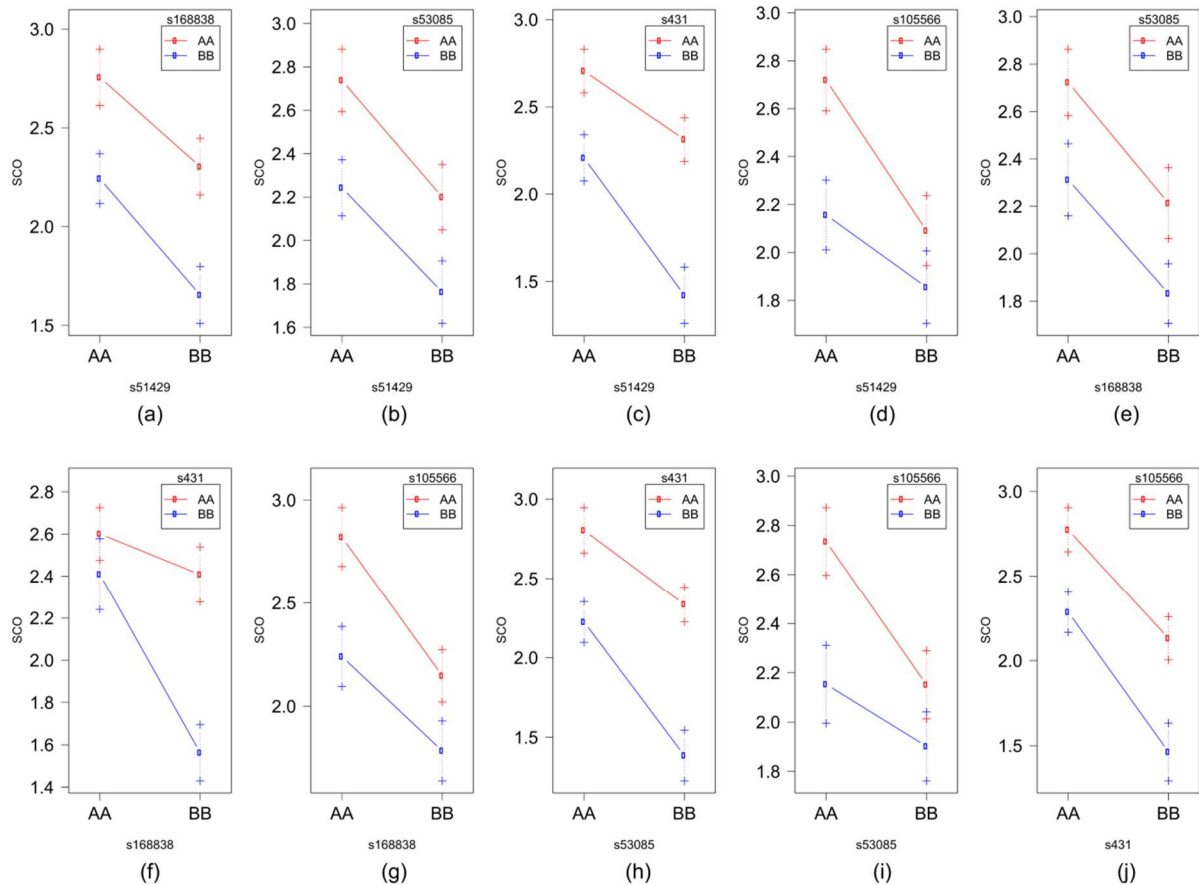 s168838
AA
BB
3.0
2.5
2.0
1.5
SCO
AA BB
s51429
(a)
s53085
AA
BB
3.0
2.8
2.6
2.4
2.2
2.0
1.8
1.6
SCO
AA BB
s51429
(b)
s431
AA
BB
3.0
2.5
2.0
1.5
SCO
AA BB
s51429
(c)
s105566
AA
BB
3.0
2.8
2.6
2.4
2.2
2.0
1.8
SCO
AA BB
s51429
(d)
s53085
AA
BB
3.0
2.8
2.6
2.4
2.2
2.0
1.8
SCO
AA BB
s168838
(e)
s431
AA
BB
2.8
2.6
2.4
2.2
2.0
1.8
1.6
1.4
SCO
AA BB
s168838
(f)
s105566
AA
BB
3.0
2.5
2.0
SCO
AA BB
s168838
(g)
s431
AA
BB
3.0
2.5
2.0
1.5
SCO
AA BB
s53085
(h)
s105566
AA
BB
3.0
2.8
2.6
2.4
2.2
2.0
1.8
SCO
AA BB
s53085
(i)
s105566
AA
BB
3.0
2.5
2.0
1.5
SCO
AA BB
s431
(j)